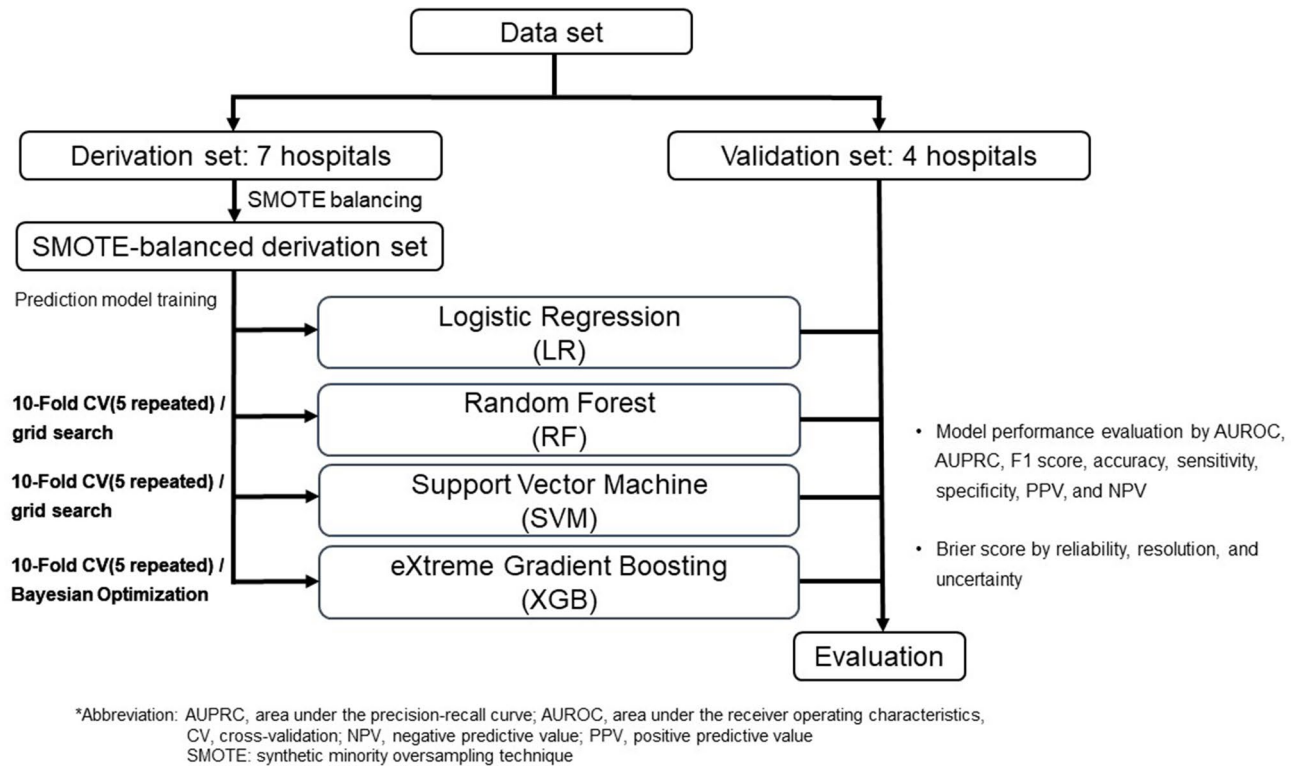 Data set
Derivation set: 7 hospitals
Validation set: 4 hospitals
SMOTE balancing
SMOTE-balanced derivation set
Prediction model training
Logistic Regression
(LR)
10-Fold CV(5 repeated) /
grid search
Random Forest
(RF)
10-Fold CV(5 repeated) /
grid search
Support Vector Machine
(SVM)
10-Fold CV(5 repeated) /
Bayesian Optimization
eXtreme Gradient Boosting
(XGB)
• Model performance evaluation by AUROC,
AUPRC, F1 score, accuracy, sensitivity,
specificity, PPV, and NPV
• Brier score by reliability, resolution, and
uncertainty
Evaluation
*Abbreviation: AUPRC, area under the precision-recall curve; AUROC, area under the receiver operating characteristics,
CV, cross-validation; NPV, negative predictive value; PPV, positive predictive value
SMOTE: synthetic minority oversampling technique